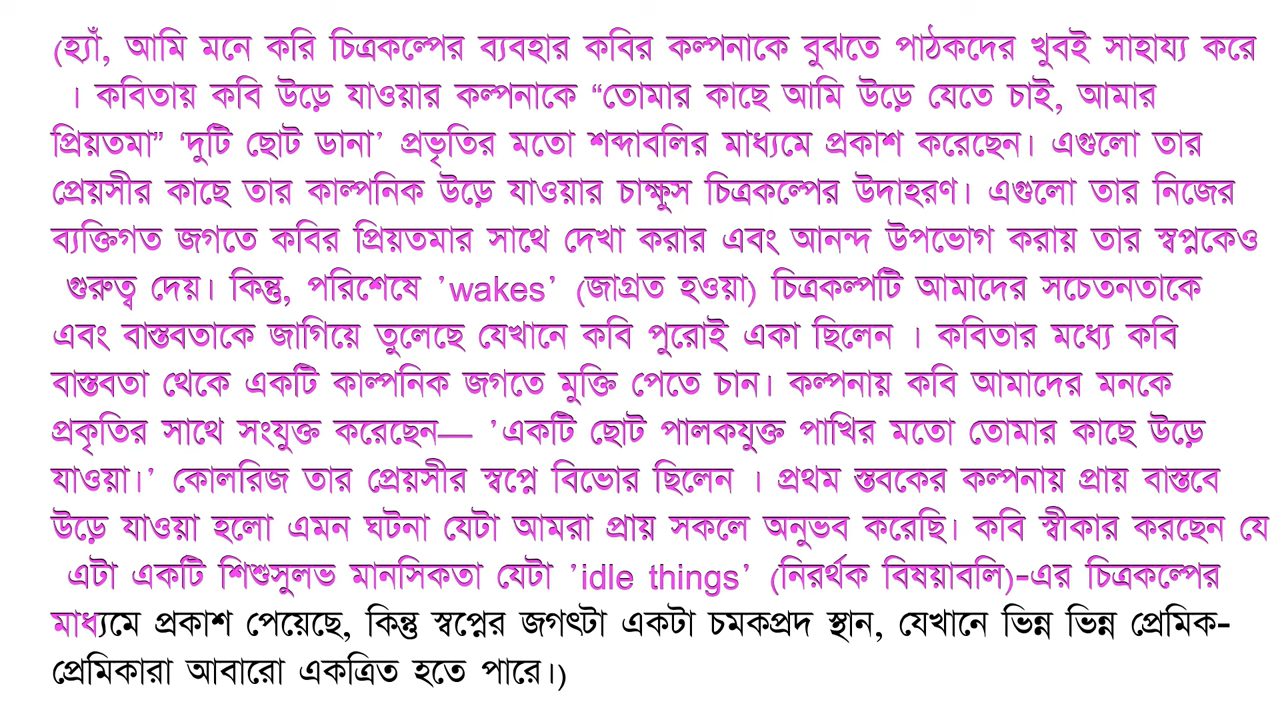 (হ্যাঁ, আমি মনে করি চিত্রকল্পের ব্যবহার কবির কল্পনাকে বুঝতে পাঠকদের খুবই সাহায্য করে
। কবিতায় কবি উড়ে যাওয়ার কল্পনাকে “তোমার কাছে আমি উড়ে যেতে চাই, আমার
প্রিয়তমা” ‘দুটি ছোট ডানা’ প্রভৃতির মতো শব্দাবলির মাধ্যমে প্রকাশ করেছেন। এগুলো তার
প্রেয়সীর কাছে তার কাল্পনিক উড়ে যাওয়ার চাক্ষুস চিত্রকল্পের উদাহরণ। এগুলো তার নিজের
ব্যক্তিগত জগতে কবির প্রিয়তমার সাথে দেখা করার এবং আনন্দ উপভোগ করায় তার স্বপ্নকেও
গুরুত্ব দেয়। কিন্তু, পরিশেষে ’wakes’ (জাগ্রত হওয়া) চিত্রকল্পটি আমাদের সচেতনতাকে
এবং বাস্তবতাকে জাগিয়ে তুলেছে যেখানে কবি পুরোই একা ছিলেন । কবিতার মধ্যে কবি
বাস্তবতা থেকে একটি কাল্পনিক জগতে মুক্তি পেতে চান। কল্পনায় কবি আমাদের মনকে
প্রকৃতির সাথে সংযুক্ত করেছেন— ’একটি ছোট পালকযুক্ত পাখির মতো তোমার কাছে উড়ে
যাওয়া।’ কোলরিজ তার প্রেয়সীর স্বপ্নে বিভোর ছিলেন । প্রথম স্তবকের কল্পনায় প্রায় বাস্তবে
উড়ে যাওয়া হলো এমন ঘটনা যেটা আমরা প্রায় সকলে অনুভব করেছি। কবি স্বীকার করছেন যে
এটা একটি শিশুসুলভ মানসিকতা যেটা ’idle things’ (নিরর্থক বিষয়াবলি)-এর চিত্রকল্পের
মাধ্যমে প্রকাশ পেয়েছে, কিন্তু স্বপ্নের জগৎটা একটা চমকপ্রদ স্থান, যেখানে ভিন্ন ভিন্ন প্রেমিক-
প্রেমিকারা আবারো একত্রিত হতে পারে।)